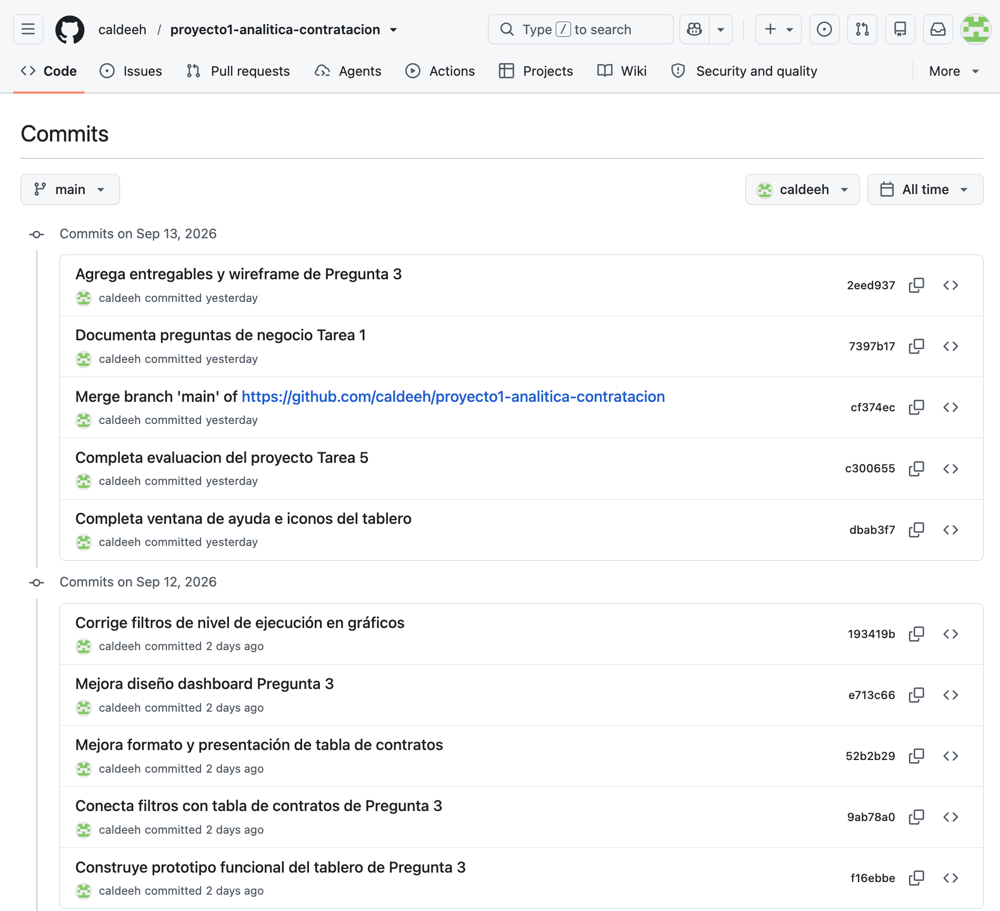 caldeeh / proyecto1-analitica-contratacion
Type / to search
Code Issues Pull requests Agents Actions Projects Wiki Security and quality More
Commits
main caldeeh All time
Commits on Sep 13, 2026
Agrega entregables y wireframe de Pregunta 3
caldeeh committed yesterday
2eed937
Documenta preguntas de negocio Tarea 1
caldeeh committed yesterday
7397b17
Merge branch 'main' of https://github.com/caldeeh/proyecto1-analitica-contratacion
caldeeh committed yesterday
cf374ec
Completa evaluacion del proyecto Tarea 5
caldeeh committed yesterday
c300655
Completa ventana de ayuda e iconos del tablero
caldeeh committed yesterday
dbab3f7
Commits on Sep 12, 2026
Corrige filtros de nivel de ejecución en gráficos
caldeeh committed 2 days ago
193419b
Mejora diseño dashboard Pregunta 3
caldeeh committed 2 days ago
e713c66
Mejora formato y presentación de tabla de contratos
caldeeh committed 2 days ago
52b2b29
Conecta filtros con tabla de contratos de Pregunta 3
caldeeh committed 2 days ago
9ab78a0
Construye prototipo funcional del tablero de Pregunta 3
caldeeh committed 2 days ago
f16ebbe